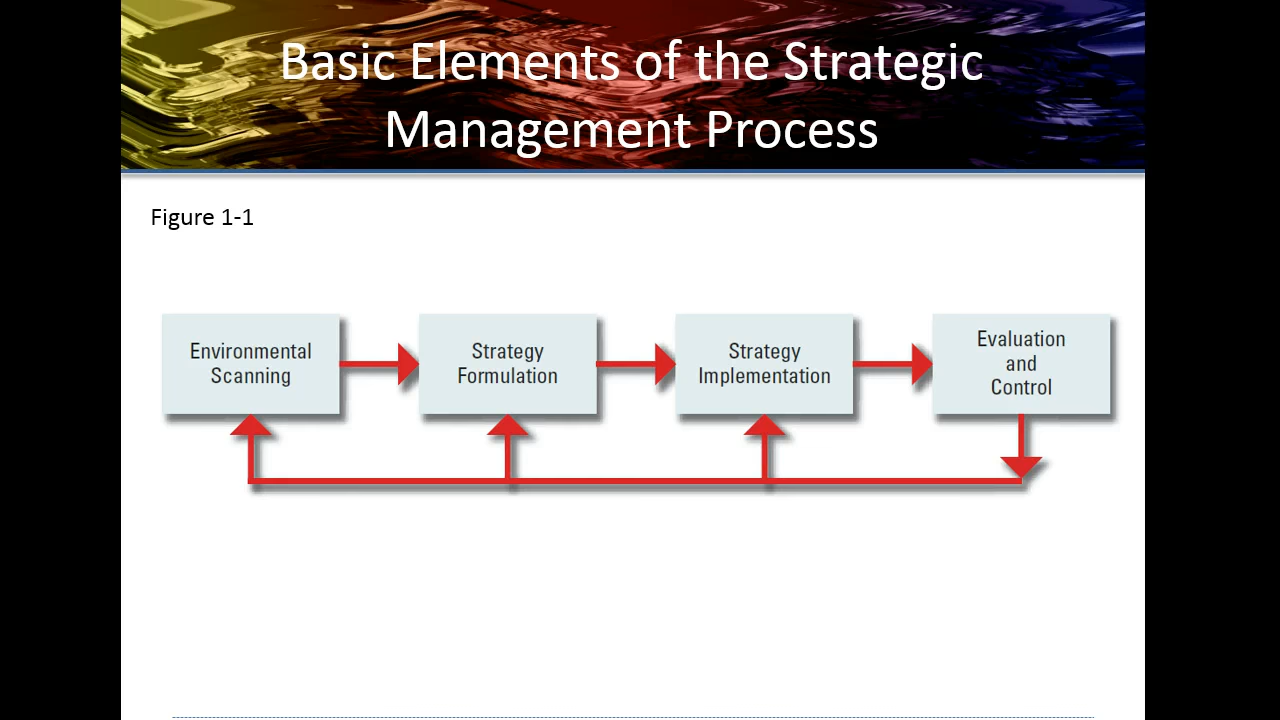 Basic Elements of the Strategic
Management Process
Figure 1-1
Environmental
Scanning
Strategy
Formulation
Strategy
Implementation
Evaluation
and
Control